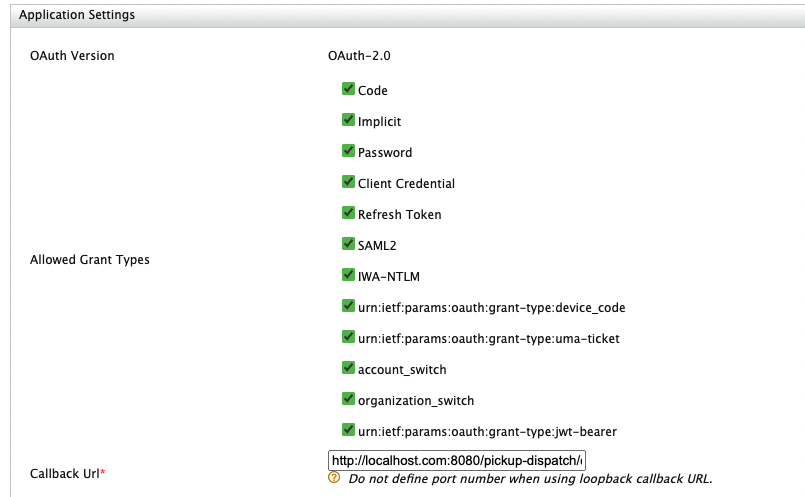 Application Settings
OAuth Version OAuth-2.0
Code
Implicit
Password
Client Credential
Refresh Token
SAML2
Allowed Grant Types
IWA-NTLM
urn:ietf:params:oauth:grant-type:device_code
urn:ietf:params:oauth:grant-type:uma-ticket
account_switch
organization_switch
urn:ietf:params:oauth:grant-type:jwt-bearer
Callback Url* http://localhost.com:8080/pickup-dispatch/
? Do not define port number when using loopback callback URL.